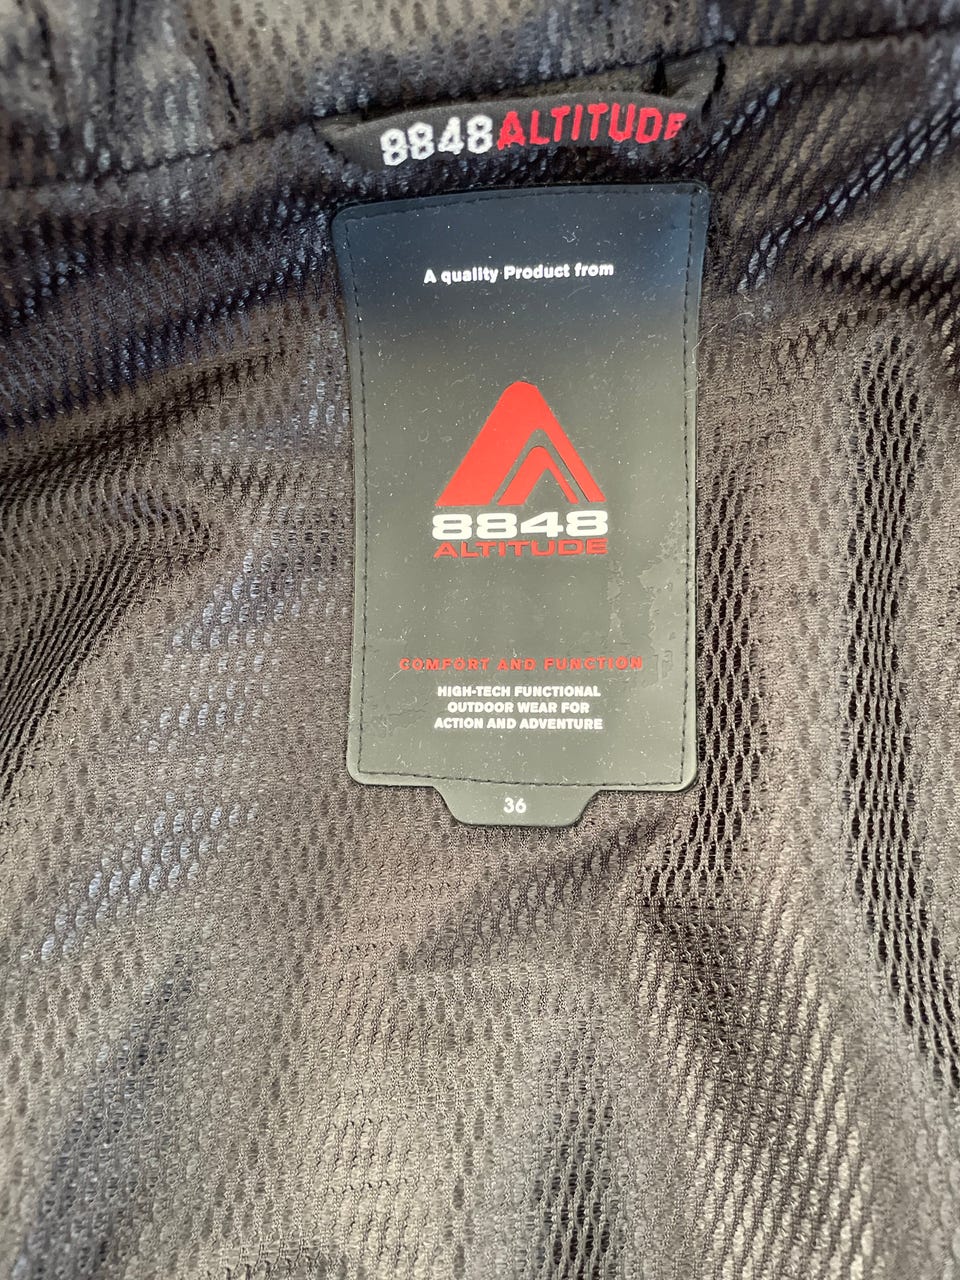 8848ALTITUDE
A quality Product from
8848
ALTITUDE
COMFORT AND FUNCTION
HIGH-TECH FUNCTIONAL
OUTDOOR WEAR FOR
ACTION AND ADVENTURE
36